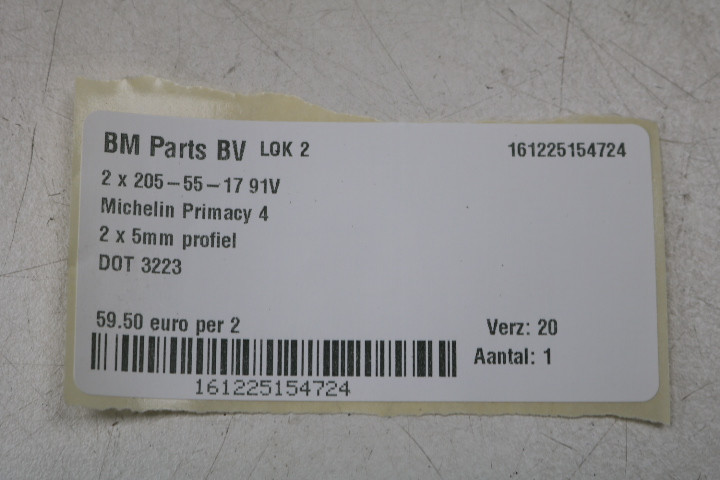 BM Parts BV LOK 2 161225154724
2 x 205-55-17 91V
Michelin Primacy 4
2 x 5mm profiel
DOT 3223
59.50 euro per 2 Verz: 20
Aantal: 1
161225154724